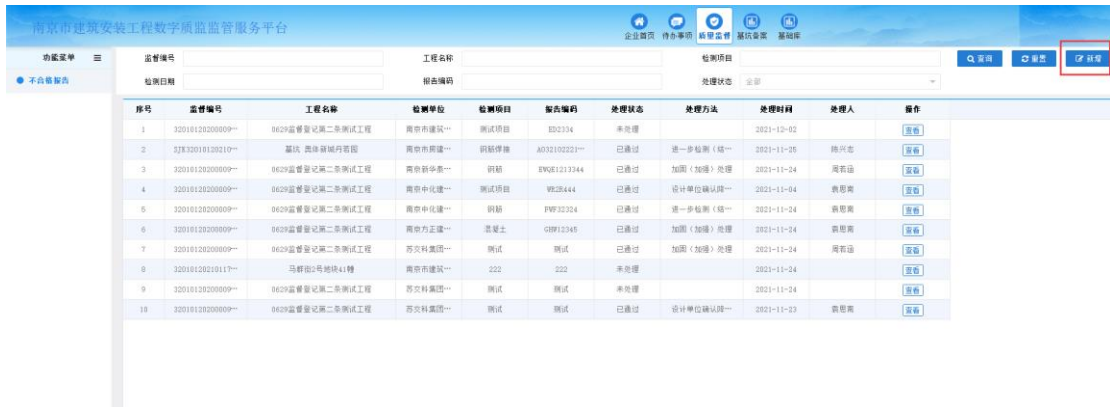 南京市建筑安装工程数字质监监管服务平台
企业首页 待办事项 质量监督 基坑备案 基础库
功能菜单
不合格报告
监督编号 工程名称 检测项目 查询 重置 新增
检测日期 报告编码 处理状态 全部
序号 监督编号 工程名称 检测单位 检测项目 报告编码 处理状态 处理方法 处理时间 处理人 操作
1 32010120200009… 0629监督登记第二条测试工程 南京市建筑… 测试项目 ED2334 未处理 2021-12-02 查看
2 SJK32010120210… 基坑 奥体新城丹若园 南京市房建… 钢筋焊接 A032102221… 已通过 进一步检测（结… 2021-11-25 陈兴志 查看
3 32010120200009… 0629监督登记第二条测试工程 南京新华泰… 钢筋 EWQE1213344 已通过 加固（加强）处理 2021-11-24 周若涵 查看
4 32010120200009… 0629监督登记第二条测试工程 南京中化建… 测试项目 已通过 设计单位确认降… 2021-11-04 袁思南 查看
5 32010120200009… 0629监督登记第二条测试工程 南京中化建… 钢筋 PWF32324 已通过 进一步检测（结… 2021-11-24 袁思南 查看
6 32010120200009… 0629监督登记第二条测试工程 南京方正建… 混凝土 GHW12345 已通过 加固（加强）处理 2021-11-24 袁思南 查看
7 32010120200009… 0629监督登记第二条测试工程 苏交科集团… 测试 测试 已通过 加固（加强）处理 2021-11-24 周若涵 查看
8 32010120210117… 马群街2号地块41幢 南京市建筑… 222 222 未处理 2021-11-24 查看
9 32010120200009… 0629监督登记第二条测试工程 苏交科集团… 测试 测试 未处理 2021-11-24 查看
10 32010120200009… 0629监督登记第二条测试工程 苏交科集团… 测试 测试 已通过 设计单位确认降… 2021-11-23 袁思南 查看